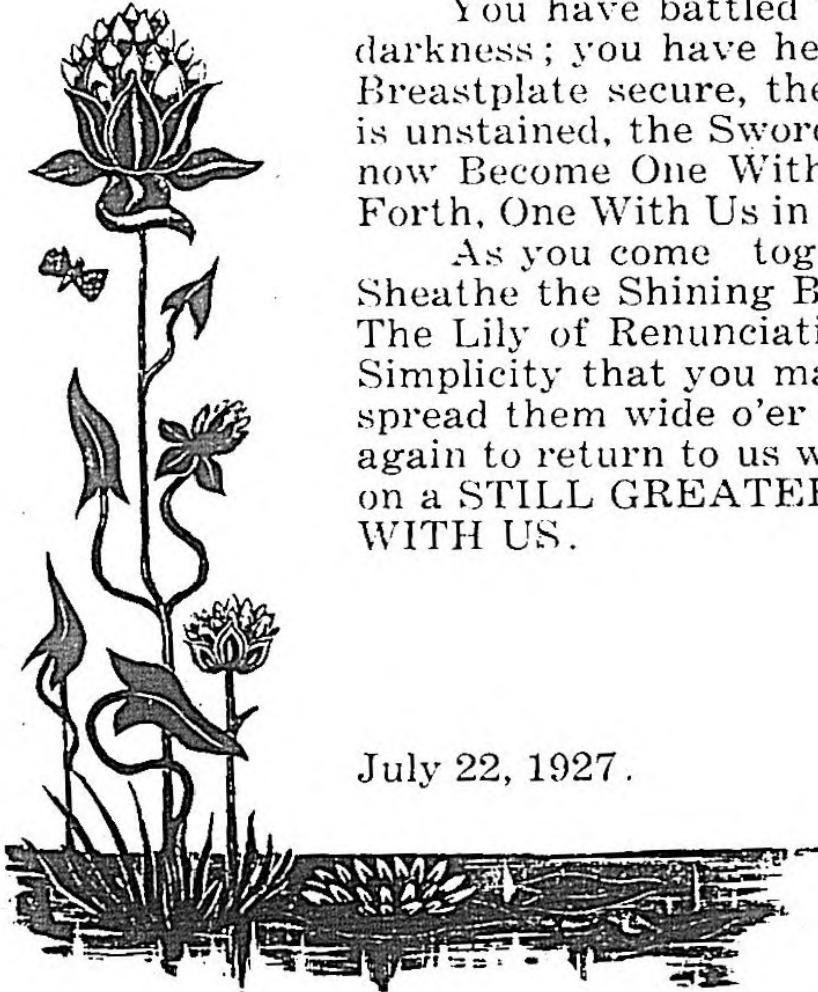 You have battled
darkness; you have he
Breastplate secure, the
is unstained, the Sword
now Become One With
Forth, One With Us in
As you come tog
Sheathe the Shining B
The Lily of Renunciati
Simplicity that you ma
spread them wide o'er
again to return to us w
on a STILL GREATER
WITH US.
July 22, 1927.